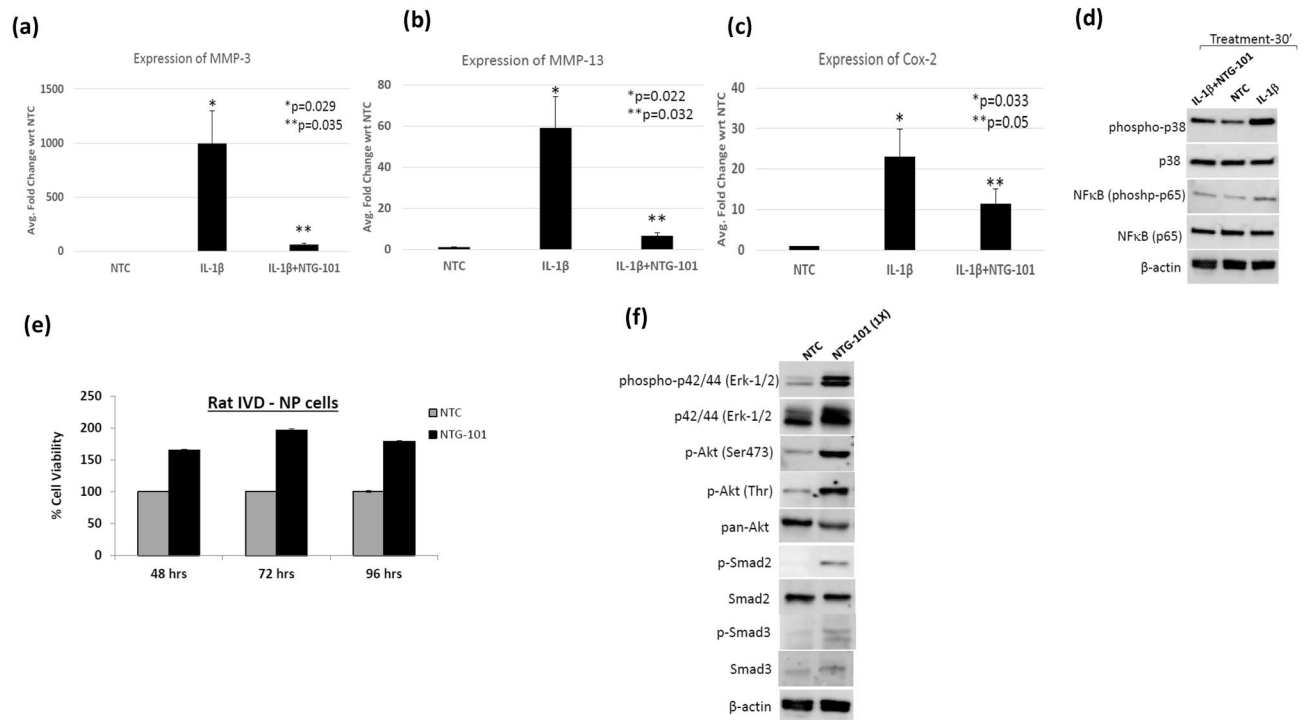 (a)
Expression of MMP-3
Avg. Fold Change wrt NTC
1500
1000
500
0
*
**
*p=0.029
**p=0.035
NTC
IL-1β
IL-1β+NTG-101
(b)
Expression of MMP-13
Avg. Fold Change wrt NTC
80
60
40
20
0
*
**
*p=0.022
**p=0.032
NTC
IL-1β
IL-1β+NTG-101
(c)
Expression of Cox-2
Avg. Fold Change wrt NTC
40
30
20
10
0
*
**
*p=0.033
**p=0.05
NTC
IL-1β
IL-1β+NTG-101
(d)
Treatment-30'
IL-1β+NTG-101
NTC
IL-1β
phospho-p38
p38
NFκB (phoshp-p65)
NFκB (p65)
β-actin
(e)
Rat IVD - NP cells
NTC
NTG-101
% Cell Viability
250
200
150
100
50
0
48 hrs
72 hrs
96 hrs
(f)
NTC
NTG-101 (1X)
phospho-p42/44 (Erk-1/2)
p42/44 (Erk-1/2
p-Akt (Ser473)
p-Akt (Thr)
pan-Akt
p-Smad2
Smad2
p-Smad3
Smad3
β-actin